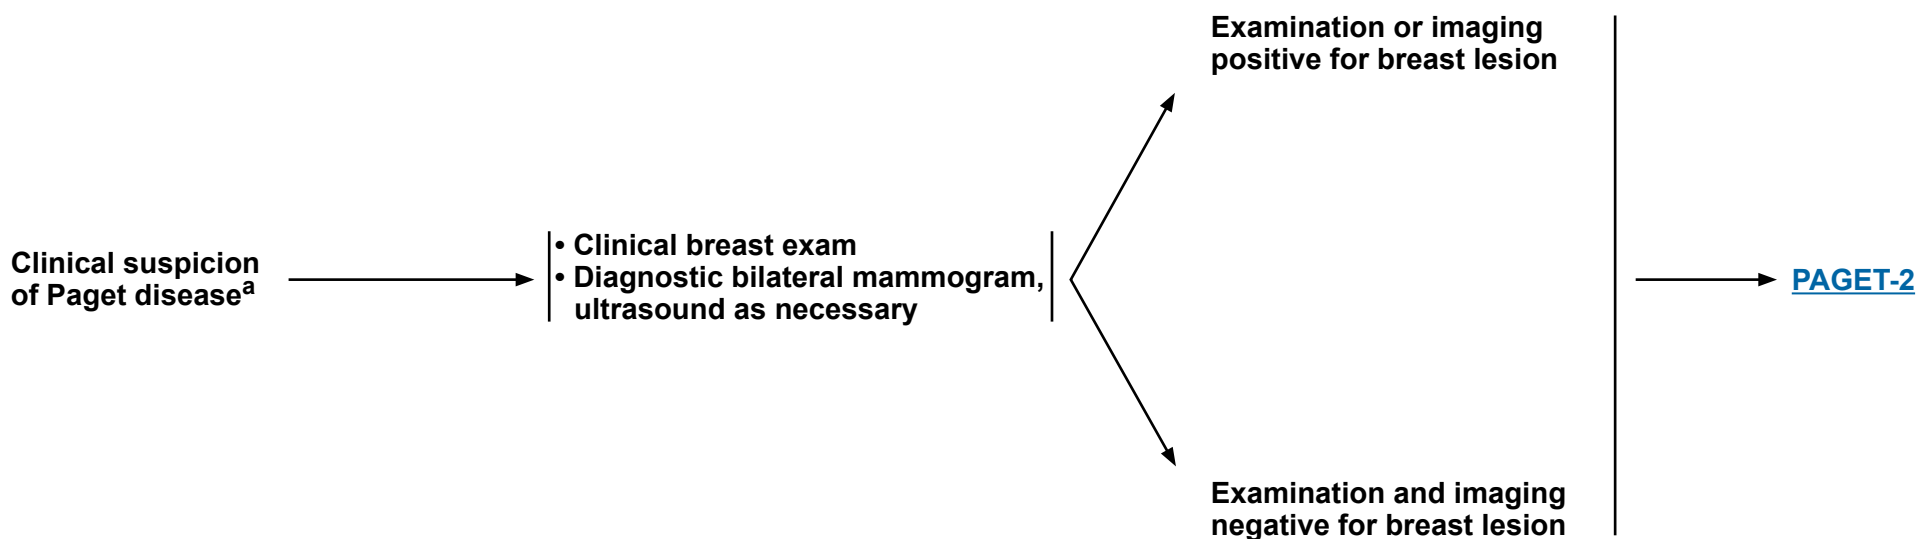 Clinical suspicion
of Paget diseaseᵃ
• Clinical breast exam
• Diagnostic bilateral mammogram,
ultrasound as necessary
Examination or imaging
positive for breast lesion
Examination and imaging
negative for breast lesion
PAGET-2